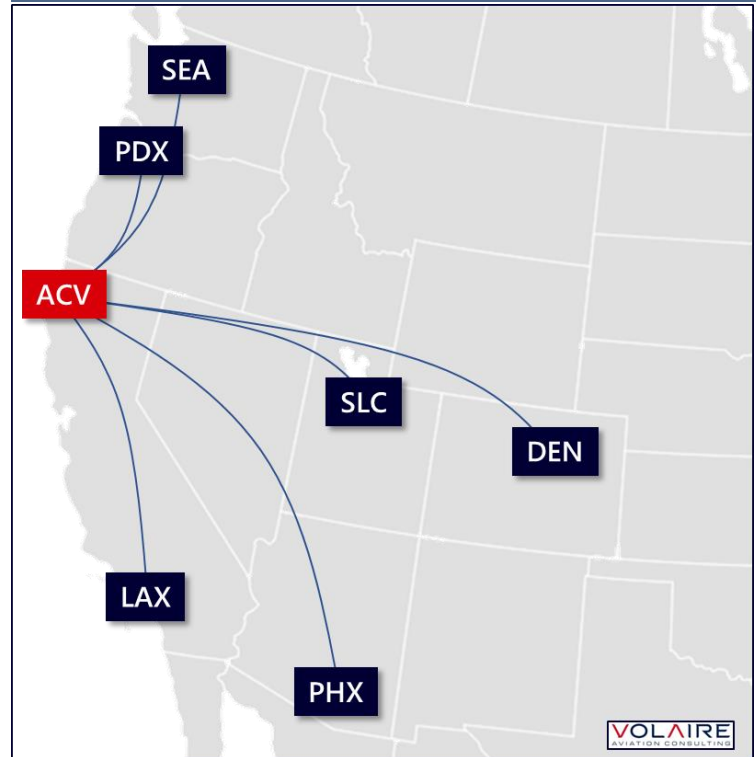 SEA
PDX
ACV
SLC
DEN
LAX
PHX
VOLAIRE
AVIATION CONSULTING